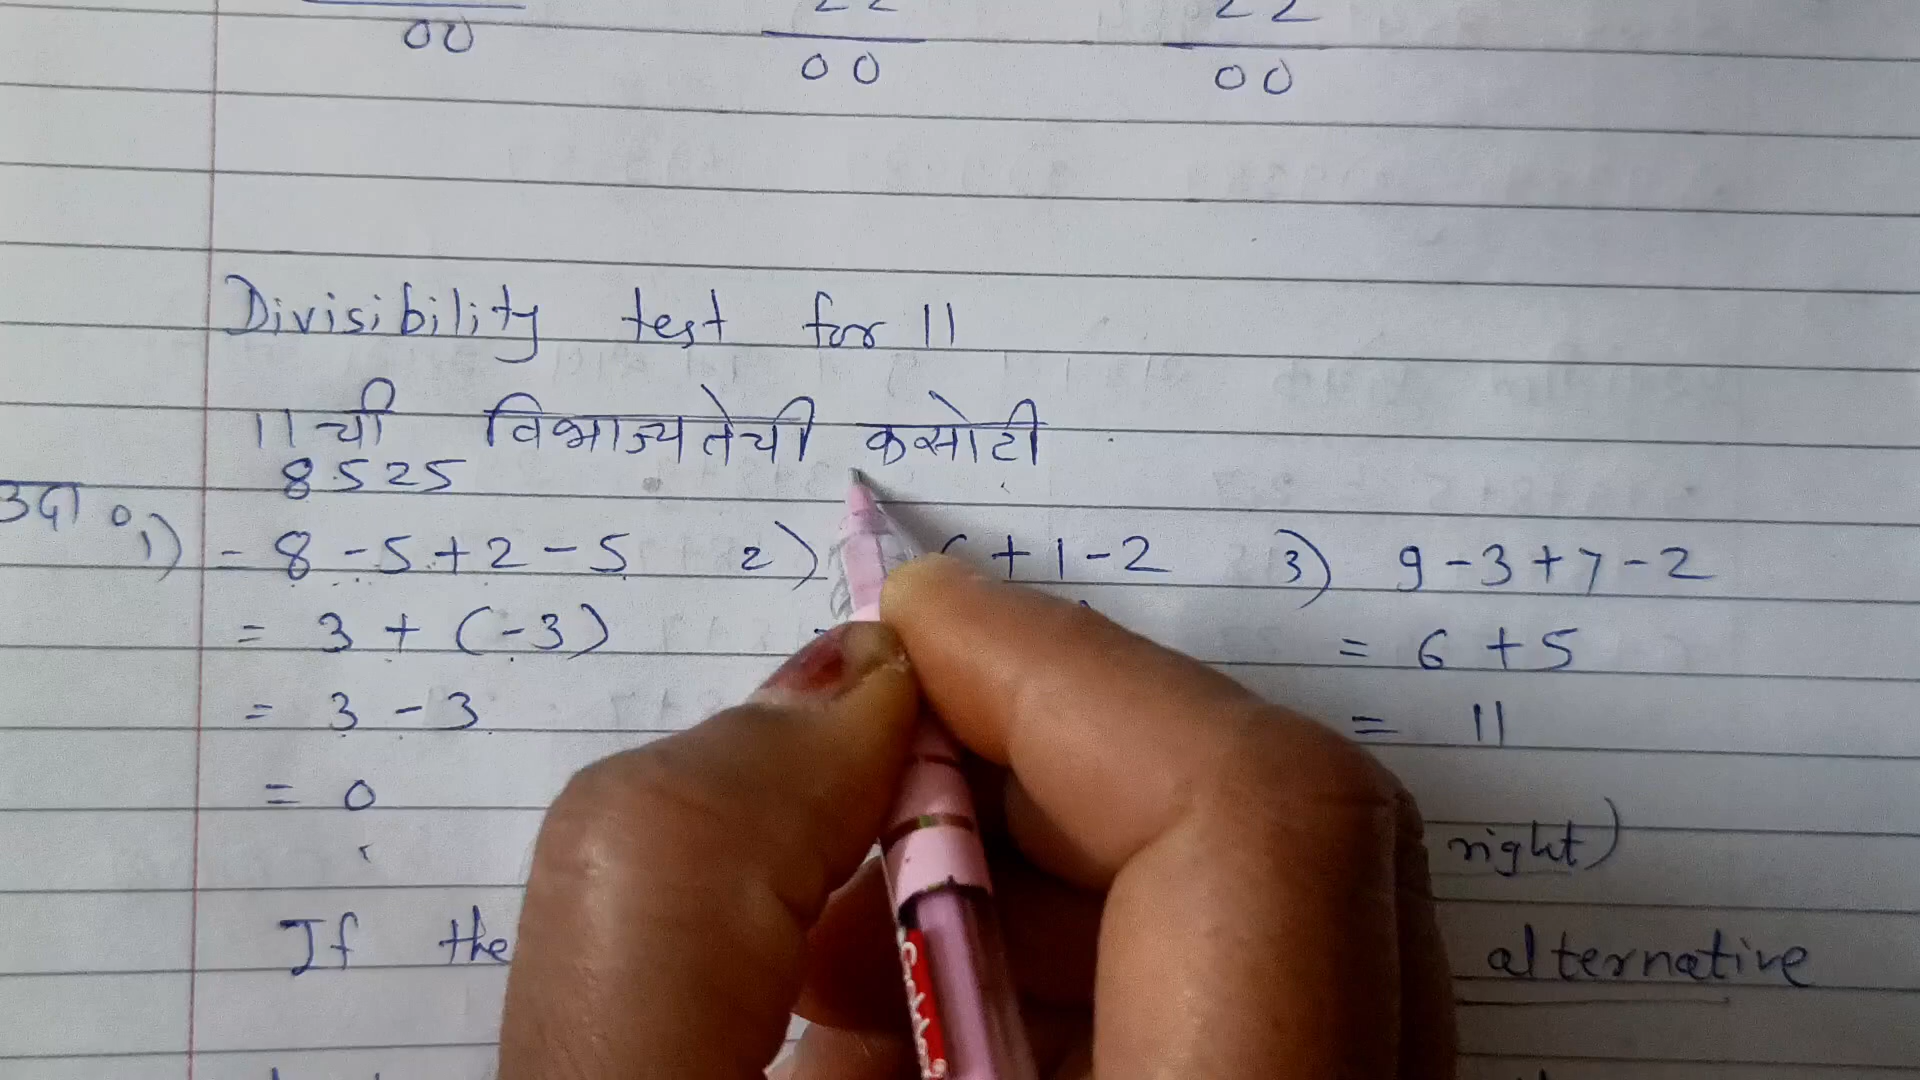 00 00 00
Divisibility test for 11
11ची विभाज्यतेची कसोटी
8525
उदा० 1) = 8 - 5 + 2 - 5 2) + 1 - 2 3) 9 - 3 + 7 - 2
= 3 + (-3) = 6 + 5
= 3 - 3 = 11
= 0
right)
If the alternative